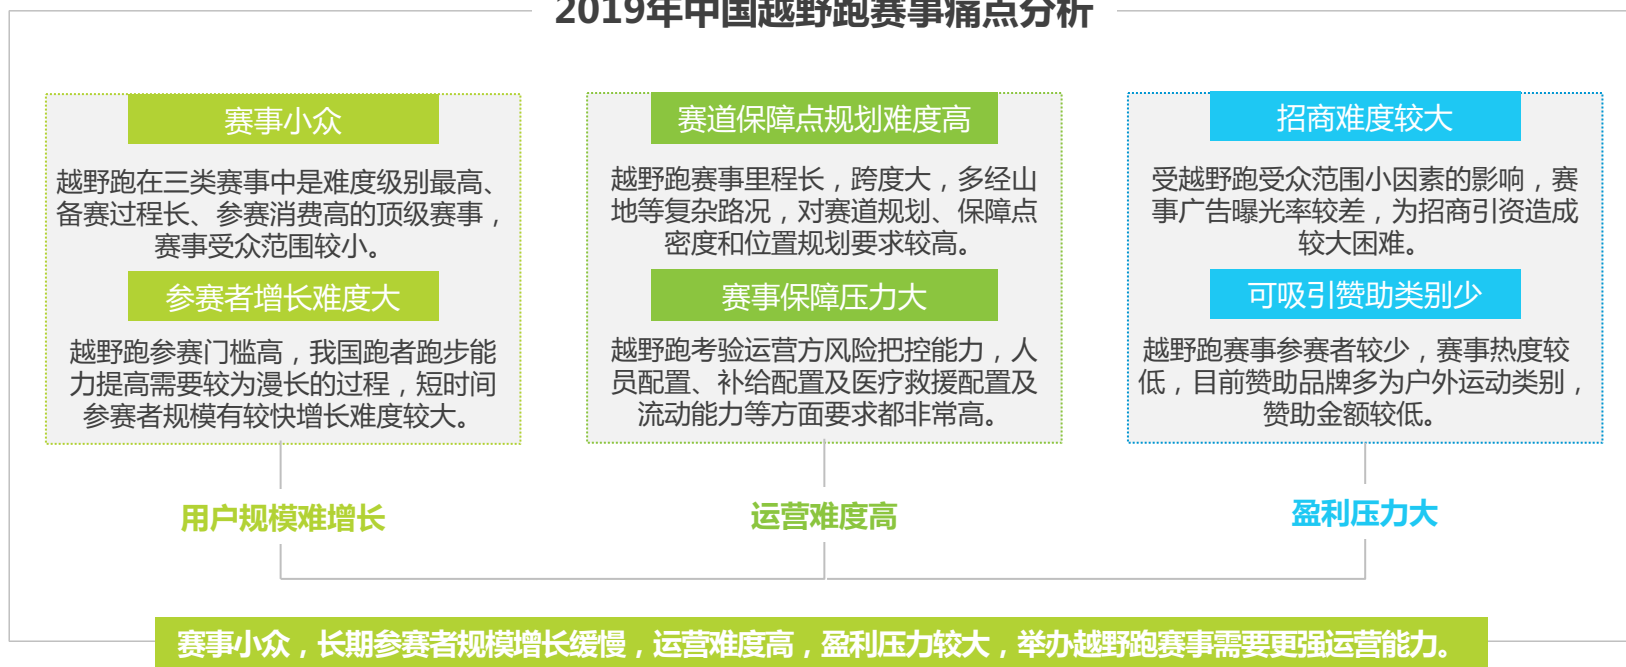 2019年中国越野跑赛事痛点分析
赛事小众
越野跑在三类赛事中是难度级别最高、
备赛过程长、参赛消费高的顶级赛事，
赛事受众范围较小。
参赛者增长难度大
越野跑参赛门槛高，我国跑者跑步能
力提高需要较为漫长的过程，短时间
参赛者规模有较快增长难度较大。
用户规模难增长
赛道保障点规划难度高
越野跑赛事里程长，跨度大，多经山
地等复杂路况，对赛道规划、保障点
密度和位置规划要求较高。
赛事保障压力大
越野跑考验运营方风险把控能力，人
员配置、补给配置及医疗救援配置及
流动能力等方面要求都非常高。
运营难度高
招商难度较大
受越野跑受众范围小因素的影响，赛
事广告曝光率较差，为招商引资造成
较大困难。
可吸引赞助类别少
越野跑赛事参赛者较少，赛事热度较
低，目前赞助品牌多为户外运动类别，
赞助金额较低。
盈利压力大
赛事小众，长期参赛者规模增长缓慢，运营难度高，盈利压力较大，举办越野跑赛事需要更强运营能力。